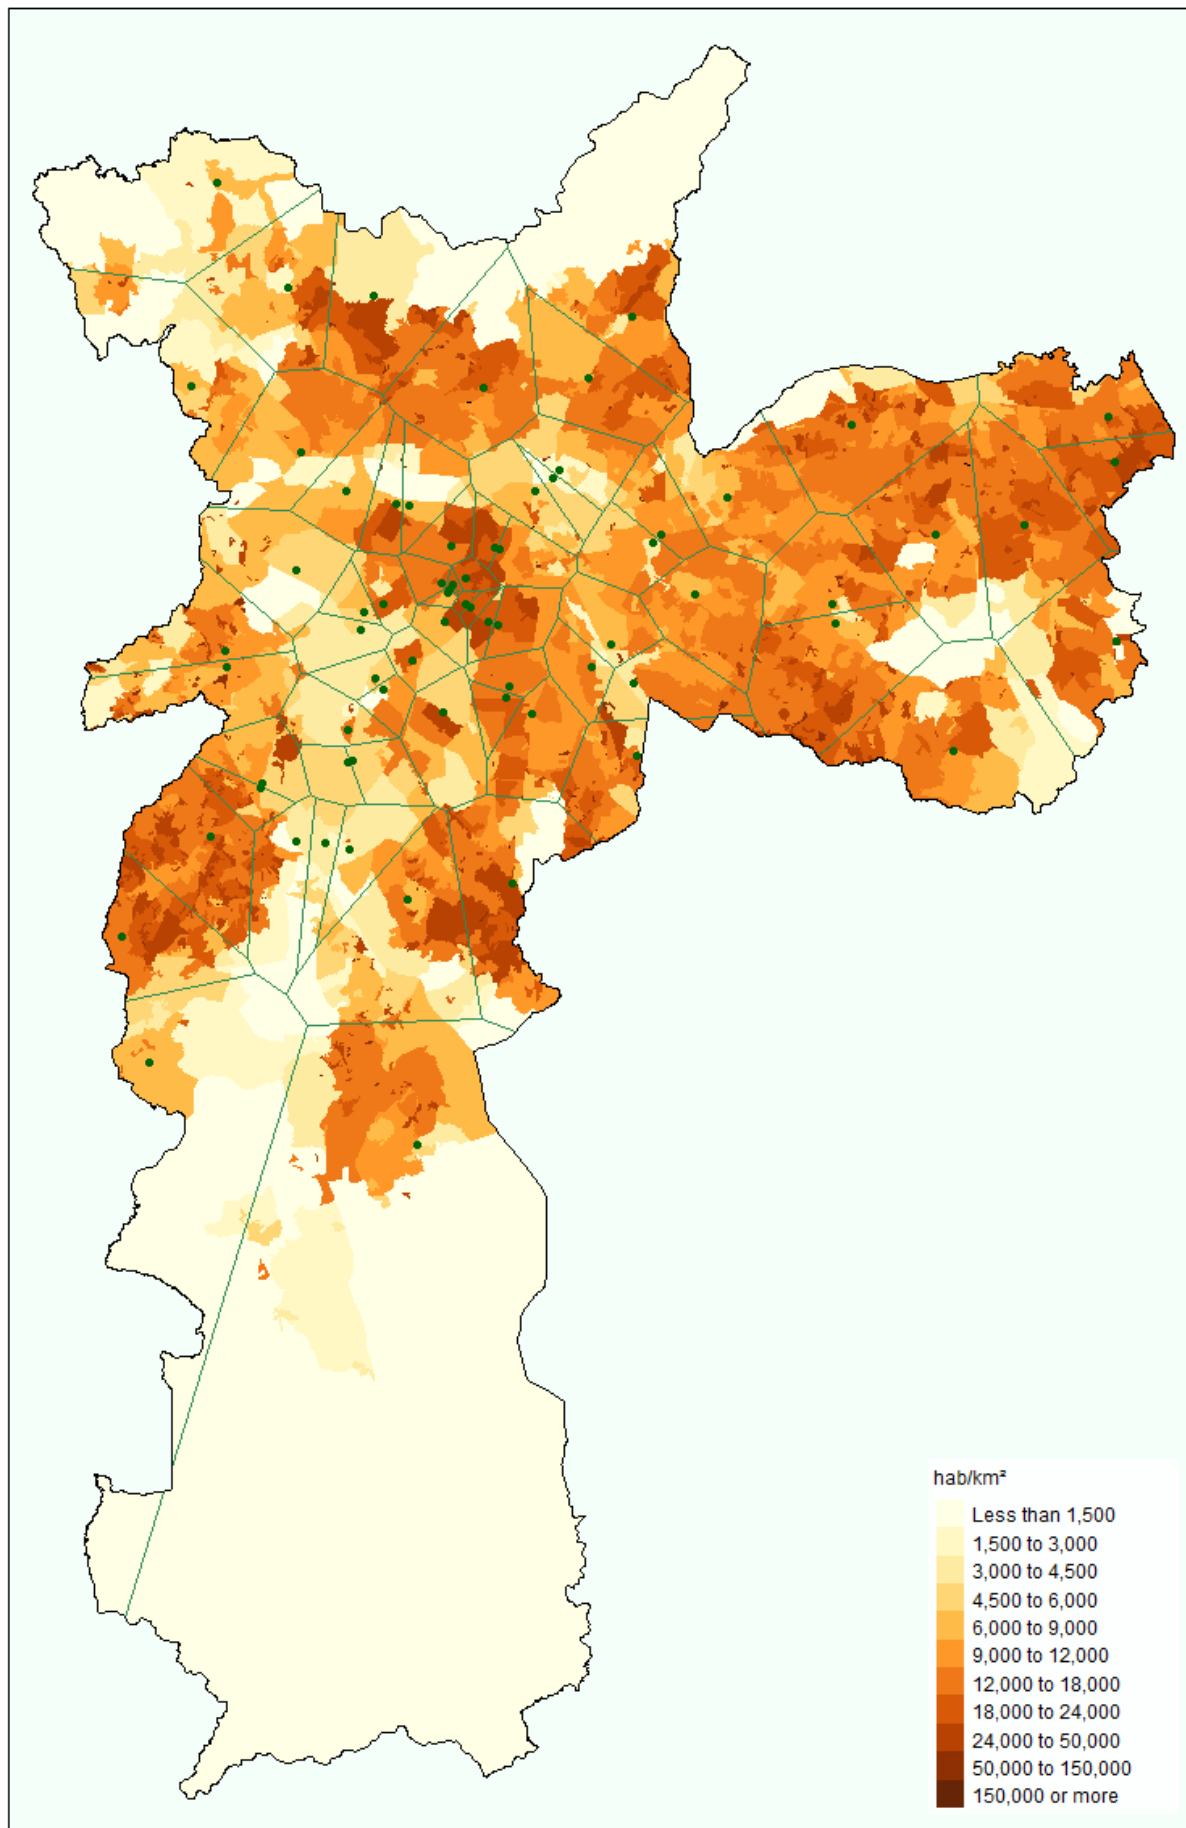 hab/km²
Less than 1,500
1,500 to 3,000
3,000 to 4,500
4,500 to 6,000
6,000 to 9,000
9,000 to 12,000
12,000 to 18,000
18,000 to 24,000
24,000 to 50,000
50,000 to 150,000
150,000 or more